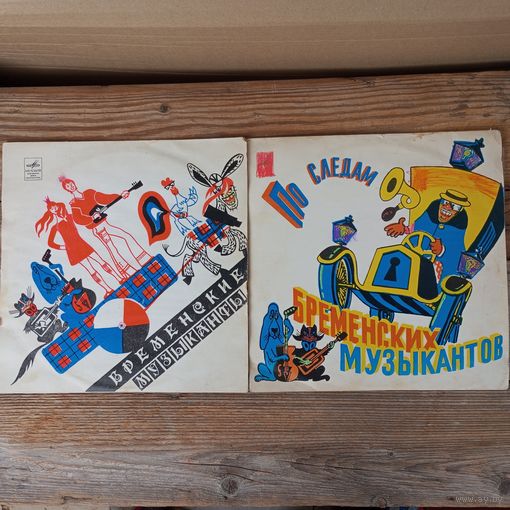 БРЕМЕНСКИЕ
МУЗЫКАНТЫ
ПО СЛЕДАМ
БРЕМЕНСКИХ
МУЗЫКАНТОВ